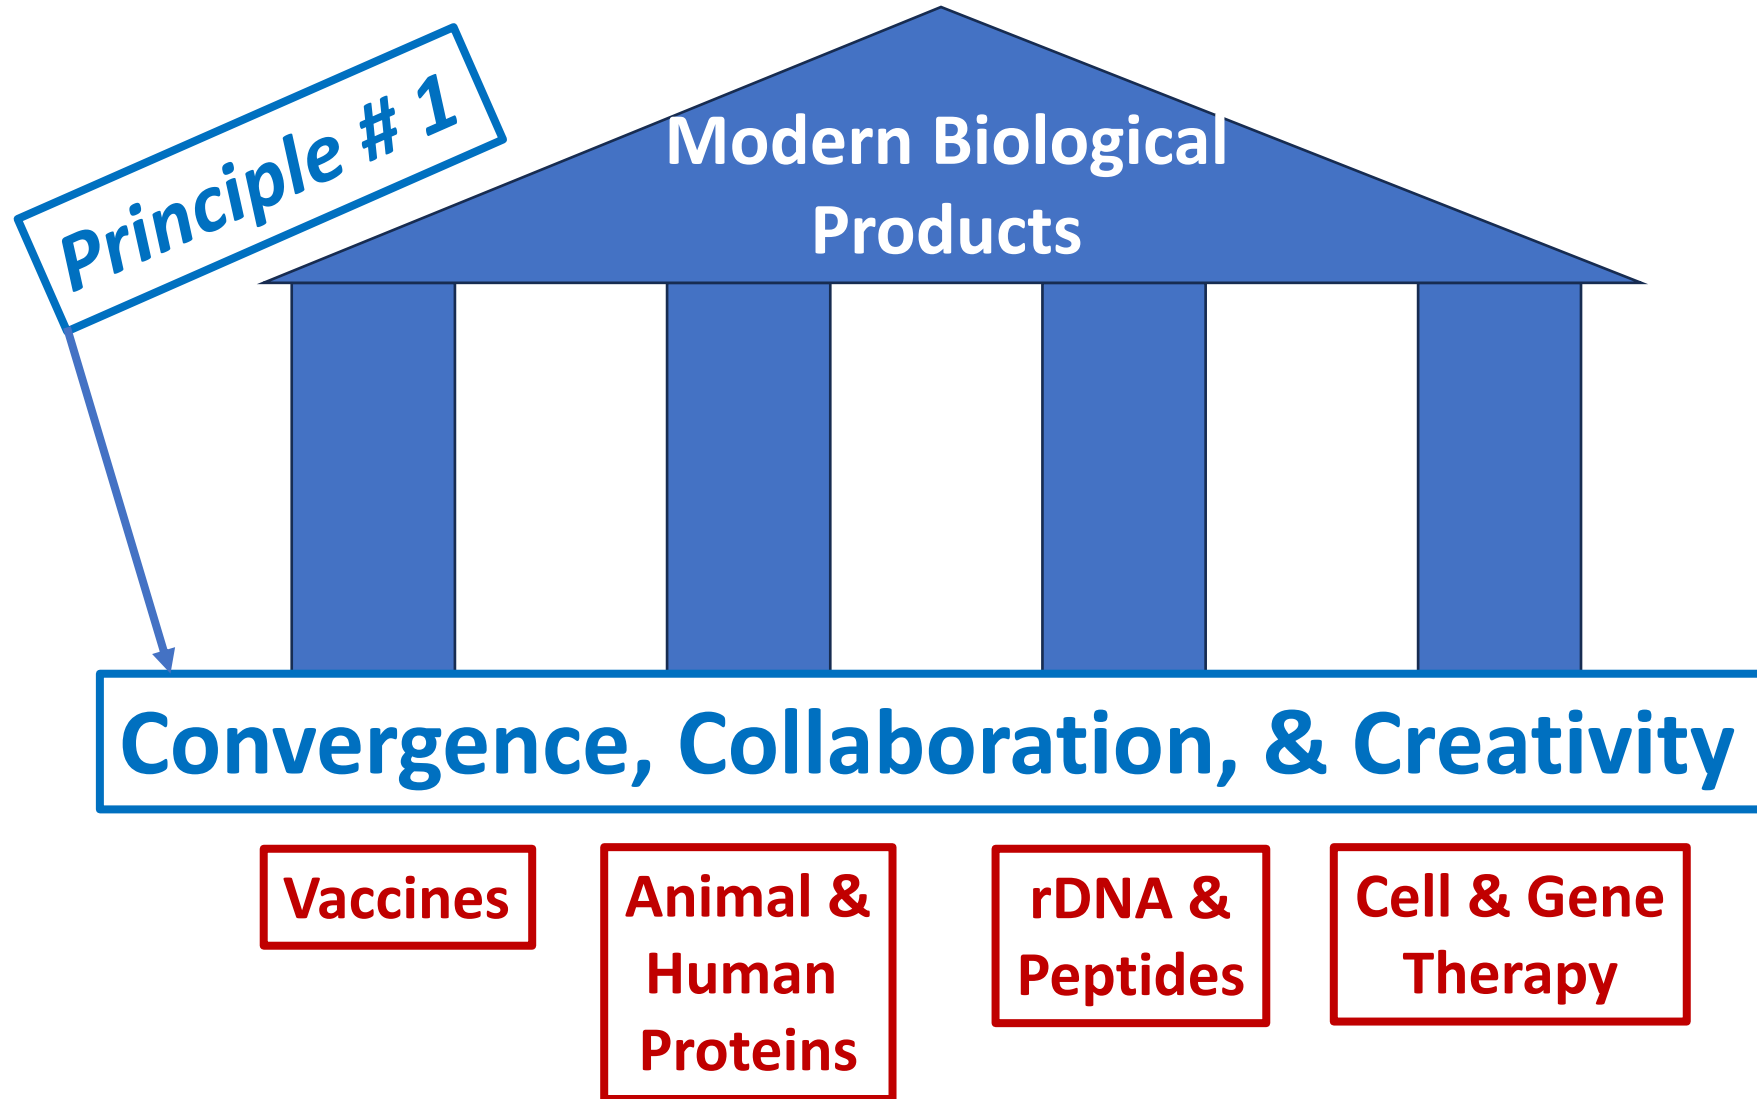 Principle # 1
Modern Biological
Products
Convergence, Collaboration, & Creativity
Vaccines
Animal &
Human
Proteins
rDNA &
Peptides
Cell & Gene
Therapy